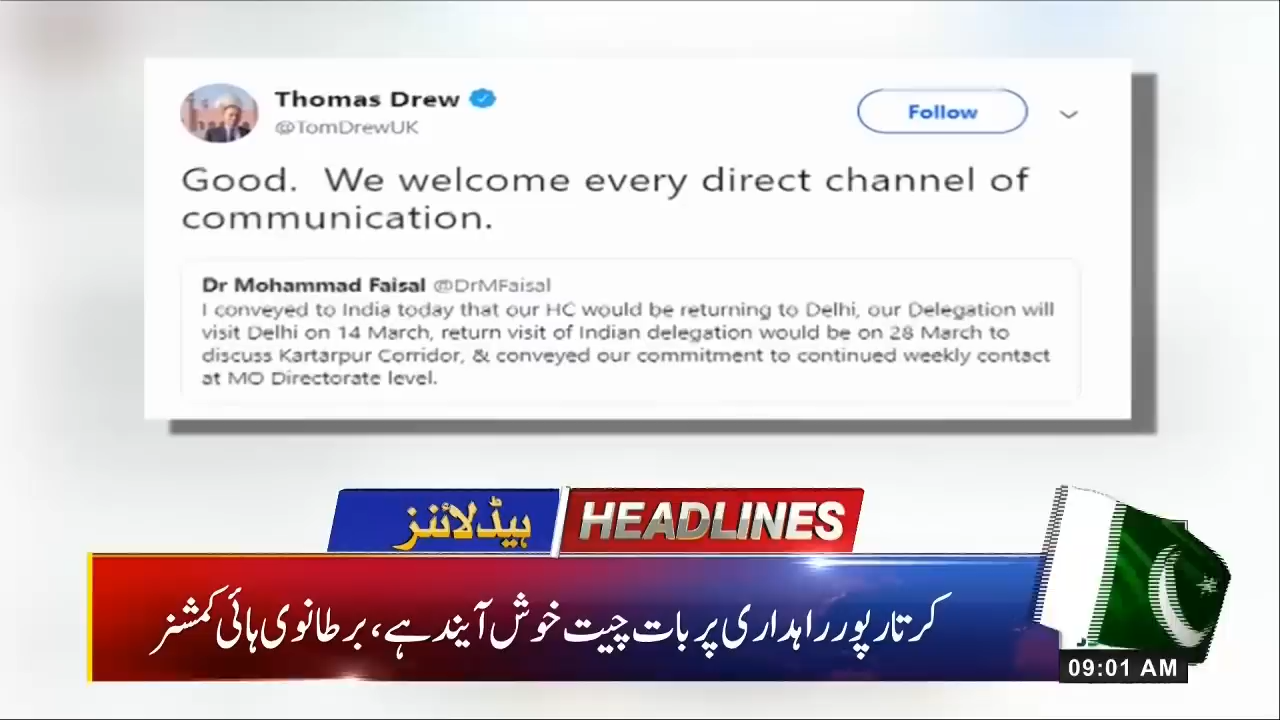 Thomas Drew
@TomDrewUK
Follow
Good. We welcome every direct channel of
communication.
Dr Mohammad Faisal @DrMFaisal
I conveyed to India today that our HC would be returning to Delhi, our Delegation will
visit Delhi on 14 March, return visit of Indian delegation would be on 28 March to
discuss Kartarpur Corridor, & conveyed our commitment to continued weekly contact
at MO Directorate level.
ہیڈلائنز HEADLINES
کرتارپور راہداری پر بات چیت خوش آیند ہے، برطانوی ہائی کمشنر
09:01 AM